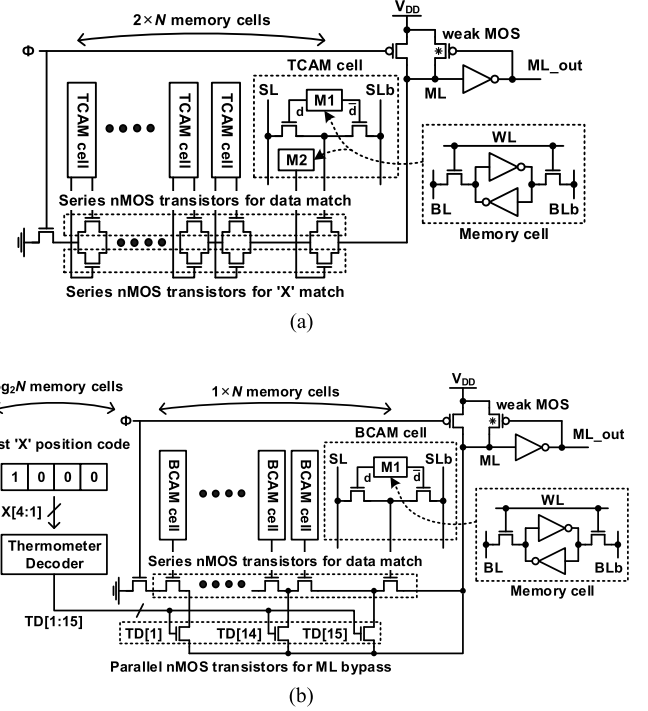 2×N memory cells
V_DD
Φ
weak MOS
*
TCAM cell
ML_out
SL
SLb
M1
ML
d
d̅
TCAM cell
TCAM cell
TCAM cell
M2
WL
Series nMOS transistors for data match
BL
BLb
Memory cell
Series nMOS transistors for 'X' match
(a)
memory cells
1×N memory cells
V_DD
Φ
weak MOS
*
'X' position code
BCAM cell
ML_out
SL
SLb
1 0 0 0
M1
ML
d
d̅
X[4:1]
BCAM cell
BCAM cell
BCAM cell
WL
Thermometer
Decoder
Series nMOS transistors for data match
BL
BLb
Memory cell
TD[1:15]
TD[1]
TD[14]
TD[15]
Parallel nMOS transistors for ML bypass
(b)